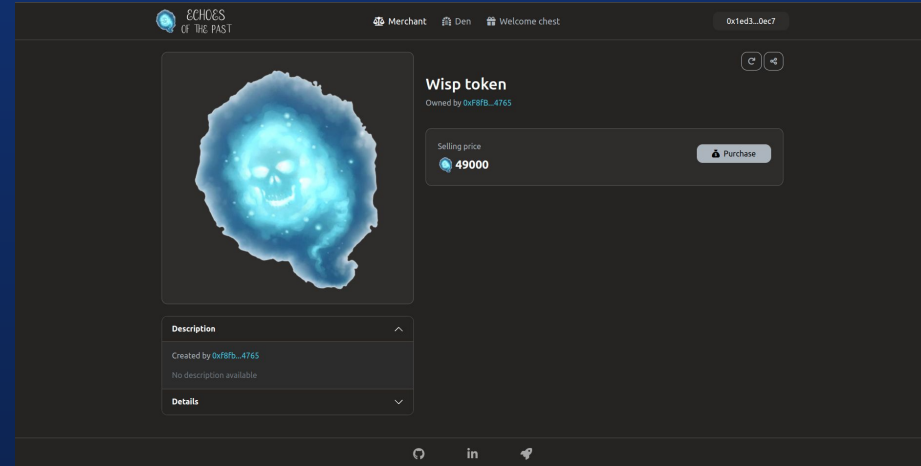 ECHOES
OF THE PAST
Merchant
Den
Welcome chest
0x1ed3...0ec7
Wisp token
Owned by 0xF8fB...4765
Selling price
49000
Purchase
Description
Created by 0xf8fb...4765
No description available
Details
in